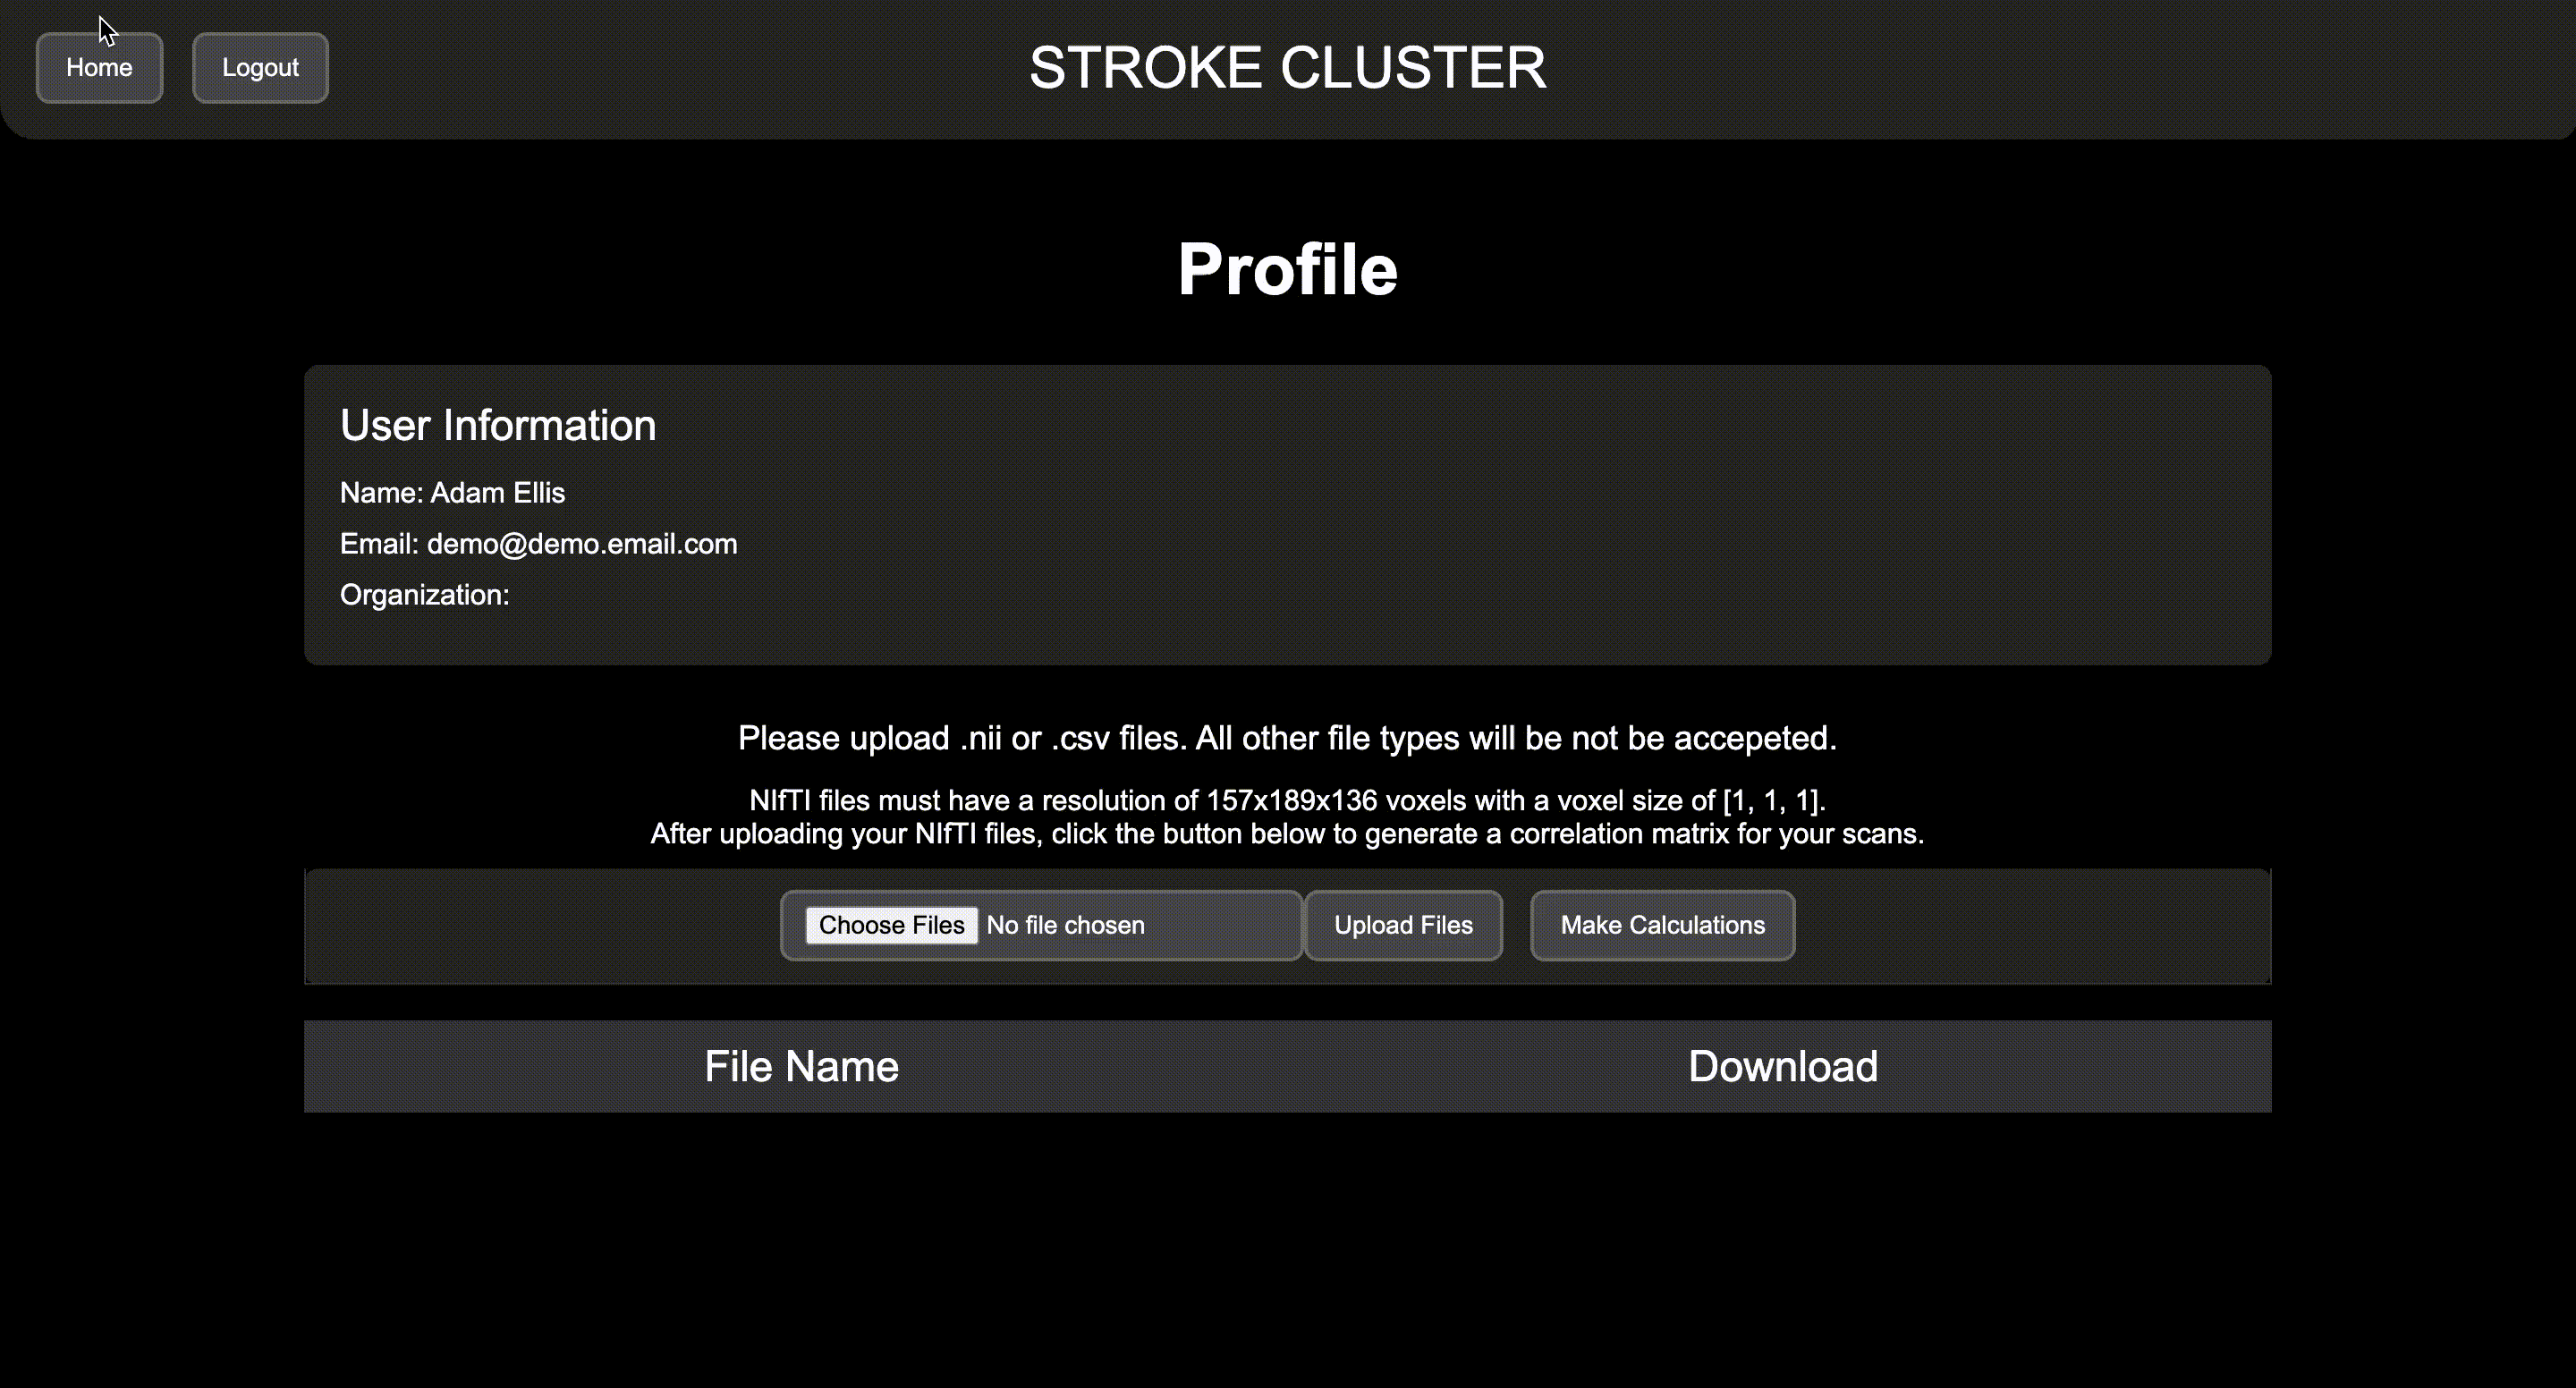 Home Logout STROKE CLUSTER
Profile
User Information
Name: Adam Ellis
Email: demo@demo.email.com
Organization:
Please upload .nii or .csv files. All other file types will be not be accepeted.
NIfTI files must have a resolution of 157x189x136 voxels with a voxel size of [1, 1, 1].
After uploading your NIfTI files, click the button below to generate a correlation matrix for your scans.
Choose Files No file chosen Upload Files Make Calculations
File Name Download